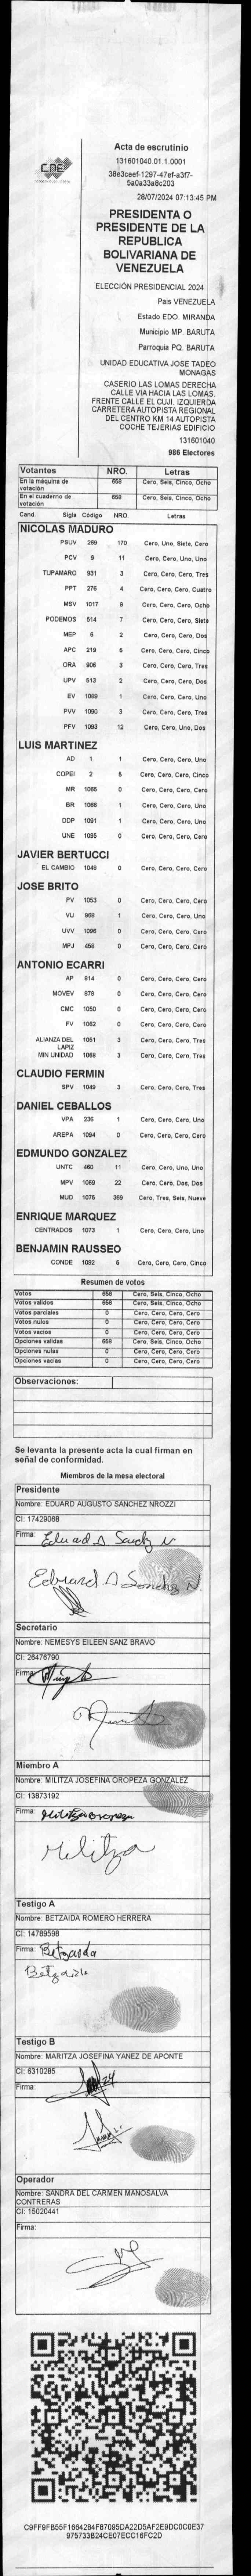 CNE
Acta de escrutinio
131601040.01.1.0001
38e3ceef-1297-47ef-a3f7-
5a0a33a8c203
28/07/2024 07:13:45 PM
PRESIDENTA O
PRESIDENTE DE LA
REPUBLICA
BOLIVARIANA DE
VENEZUELA
ELECCIÓN PRESIDENCIAL 2024
Pais VENEZUELA
Estado EDO. MIRANDA
Municipio MP. BARUTA
Parroquia PQ. BARUTA
UNIDAD EDUCATIVA JOSE TADEO
MONAGAS
CASERIO LAS LOMAS DERECHA
CALLE VIA HACIA LAS LOMAS.
FRENTE CALLE EL CUJI. IZQUIERDA
CARRETERA AUTOPISTA REGIONAL
DEL CENTRO KM 14 AUTOPISTA
COCHE TEJERIAS EDIFICIO
131601040
986 Electores
Votantes NRO. Letras
En la máquina de votación 658 Cero, Seis, Cinco, Ocho
En el cuaderno de votación 658 Cero, Seis, Cinco, Ocho
Cand. Sigla Código NRO. Letras
NICOLAS MADURO
PSUV 269 170 Cero, Uno, Siete, Cero
PCV 9 11 Cero, Cero, Uno, Uno
TUPAMARO 931 3 Cero, Cero, Cero, Tres
PPT 276 4 Cero, Cero, Cero, Cuatro
MSV 1017 8 Cero, Cero, Cero, Ocho
PODEMOS 514 7 Cero, Cero, Cero, Siete
MEP 6 2 Cero, Cero, Cero, Dos
APC 219 5 Cero, Cero, Cero, Cinco
ORA 906 3 Cero, Cero, Cero, Tres
UPV 513 2 Cero, Cero, Cero, Dos
EV 1089 1 Cero, Cero, Cero, Uno
PVV 1090 3 Cero, Cero, Cero, Tres
PFV 1093 12 Cero, Cero, Uno, Dos
LUIS MARTINEZ
AD 1 1 Cero, Cero, Cero, Uno
COPEI 2 5 Cero, Cero, Cero, Cinco
MR 1065 0 Cero, Cero, Cero, Cero
BR 1066 1 Cero, Cero, Cero, Uno
DDP 1091 1 Cero, Cero, Cero, Uno
UNE 1095 0 Cero, Cero, Cero, Cero
JAVIER BERTUCCI
EL CAMBIO 1048 0 Cero, Cero, Cero, Cero
JOSE BRITO
PV 1053 0 Cero, Cero, Cero, Cero
VU 868 1 Cero, Cero, Cero, Uno
UVV 1096 0 Cero, Cero, Cero, Cero
MPJ 458 0 Cero, Cero, Cero, Cero
ANTONIO ECARRI
AP 814 0 Cero, Cero, Cero, Cero
MOVEV 876 0 Cero, Cero, Cero, Cero
CMC 1050 0 Cero, Cero, Cero, Cero
FV 1062 0 Cero, Cero, Cero, Cero
ALIANZA DEL LAPIZ 1051 3 Cero, Cero, Cero, Tres
MIN UNIDAD 1068 3 Cero, Cero, Cero, Tres
CLAUDIO FERMIN
SPV 1049 3 Cero, Cero, Cero, Tres
DANIEL CEBALLOS
VPA 236 1 Cero, Cero, Cero, Uno
AREPA 1094 0 Cero, Cero, Cero, Cero
EDMUNDO GONZALEZ
UNTC 460 11 Cero, Cero, Uno, Uno
MPV 1069 22 Cero, Cero, Dos, Dos
MUD 1075 369 Cero, Tres, Seis, Nueve
ENRIQUE MARQUEZ
CENTRADOS 1073 1 Cero, Cero, Cero, Uno
BENJAMIN RAUSSEO
CONDE 1092 5 Cero, Cero, Cero, Cinco
Resumen de votos
Votos 658 Cero, Seis, Cinco, Ocho
Votos validos 658 Cero, Seis, Cinco, Ocho
Votos parciales 0 Cero, Cero, Cero, Cero
Votos nulos 0 Cero, Cero, Cero, Cero
Votos vacios 0 Cero, Cero, Cero, Cero
Opciones validas 658 Cero, Seis, Cinco, Ocho
Opciones nulas 0 Cero, Cero, Cero, Cero
Opciones vacias 0 Cero, Cero, Cero, Cero
Observaciones:
Se levanta la presente acta la cual firman en
señal de conformidad.
Miembros de la mesa electoral
Presidente
Nombre: EDUARD AUGUSTO SANCHEZ NROZZI
CI: 17429068
Firma: Eduard A Sanchz N
Eduard A Sanchez N.
Secretario
Nombre: NEMESYS EILEEN SANZ BRAVO
CI: 26476790
Firma:
Miembro A
Nombre: MILITZA JOSEFINA OROPEZA GONZALEZ
CI: 13873192
Firma: Militza Oropeza
Melitza
Testigo A
Nombre: BETZAIDA ROMERO HERRERA
CI: 14789598
Firma: Betzaida
Betzaida
Testigo B
Nombre: MARITZA JOSEFINA YANEZ DE APONTE
CI: 6310285
Firma:
Operador
Nombre: SANDRA DEL CARMEN MANOSALVA
CONTRERAS
CI: 15020441
Firma:
C9FF9FB55F1664284F87095DA22D5AF2E9DC0C0E37
975733B24CE07ECC16FC2D